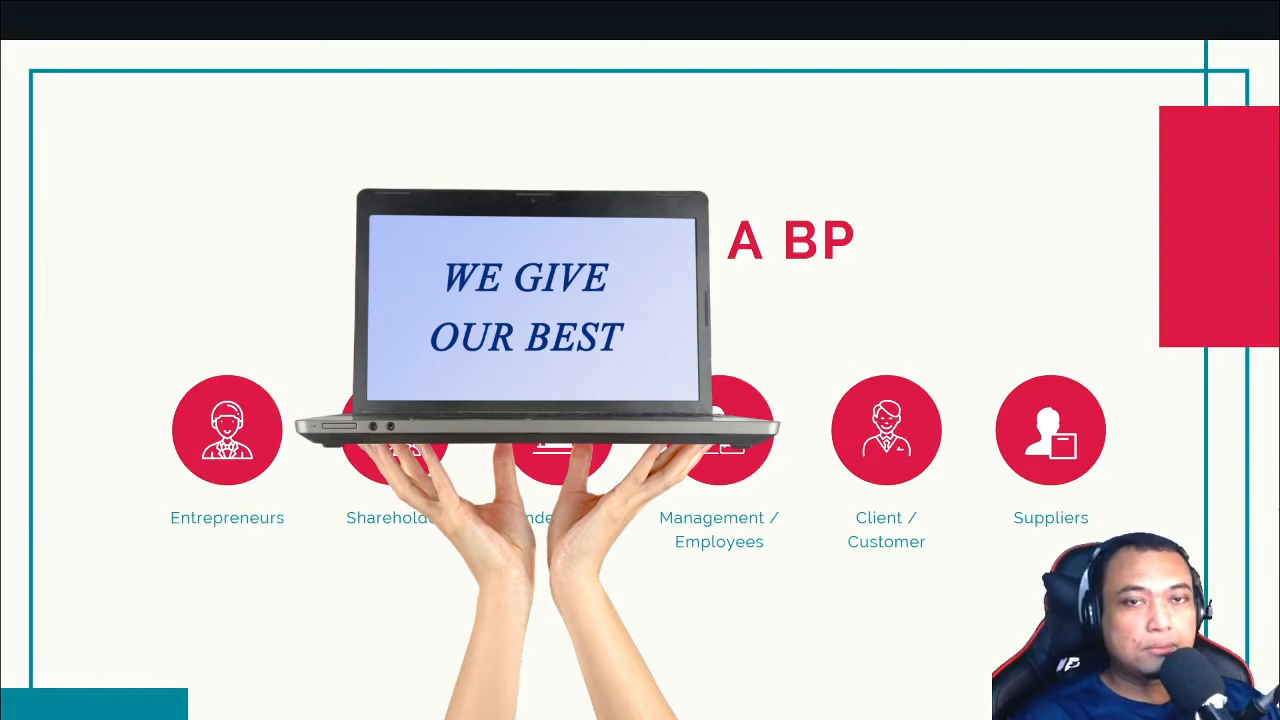 WE GIVE
OUR BEST
A BP
Entrepreneurs
Management /
Employees
Client /
Customer
Suppliers